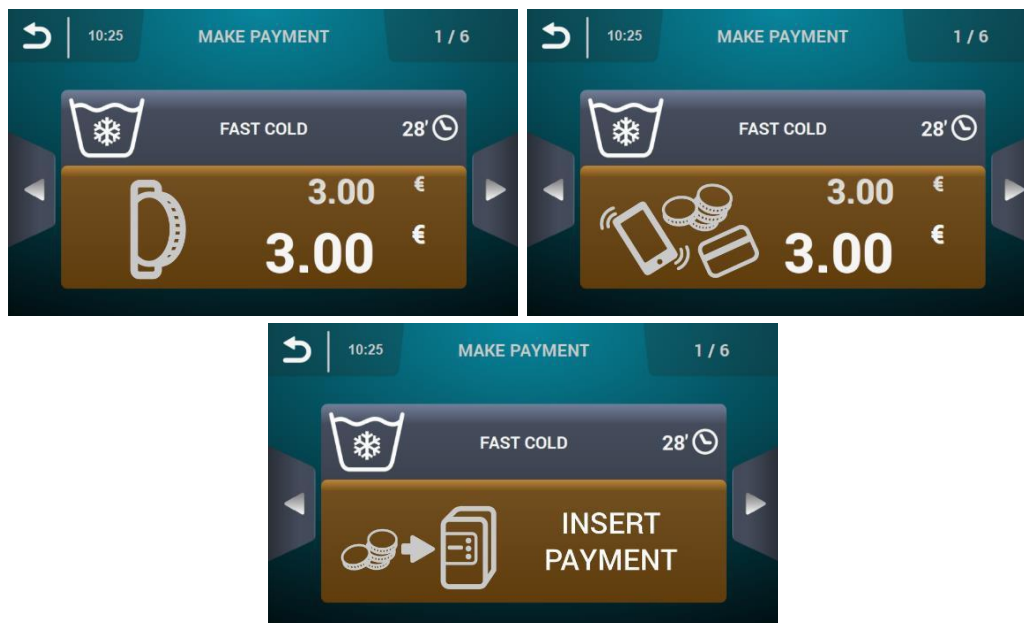 10:25 MAKE PAYMENT 1 / 6
FAST COLD 28'
3.00 €
3.00 €
10:25 MAKE PAYMENT 1 / 6
FAST COLD 28'
3.00 €
3.00 €
10:25 MAKE PAYMENT 1 / 6
FAST COLD 28'
INSERT
PAYMENT